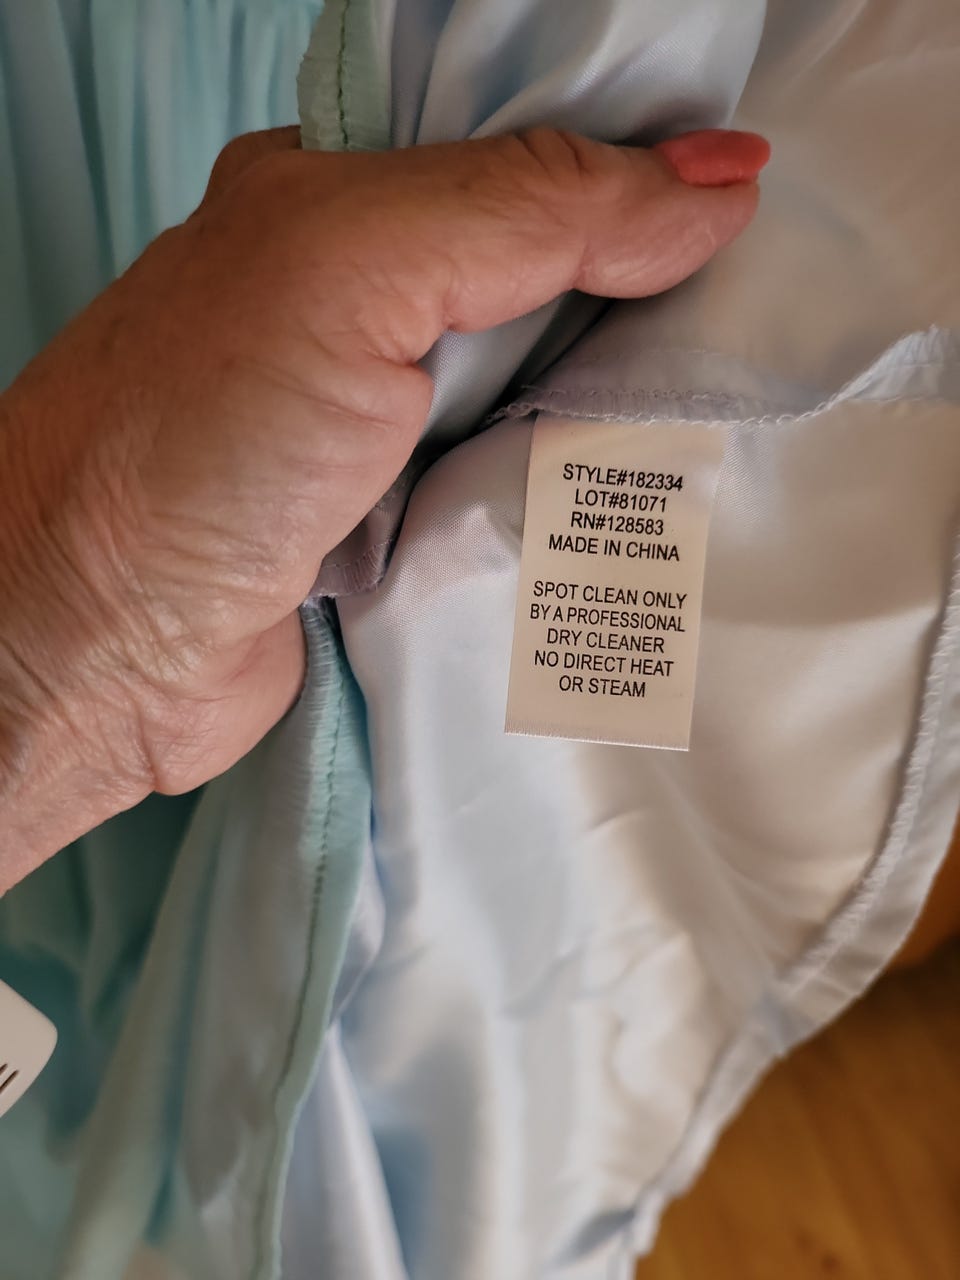 STYLE#182334
LOT#81071
RN#128583
MADE IN CHINA
SPOT CLEAN ONLY
BY A PROFESSIONAL
DRY CLEANER
NO DIRECT HEAT
OR STEAM